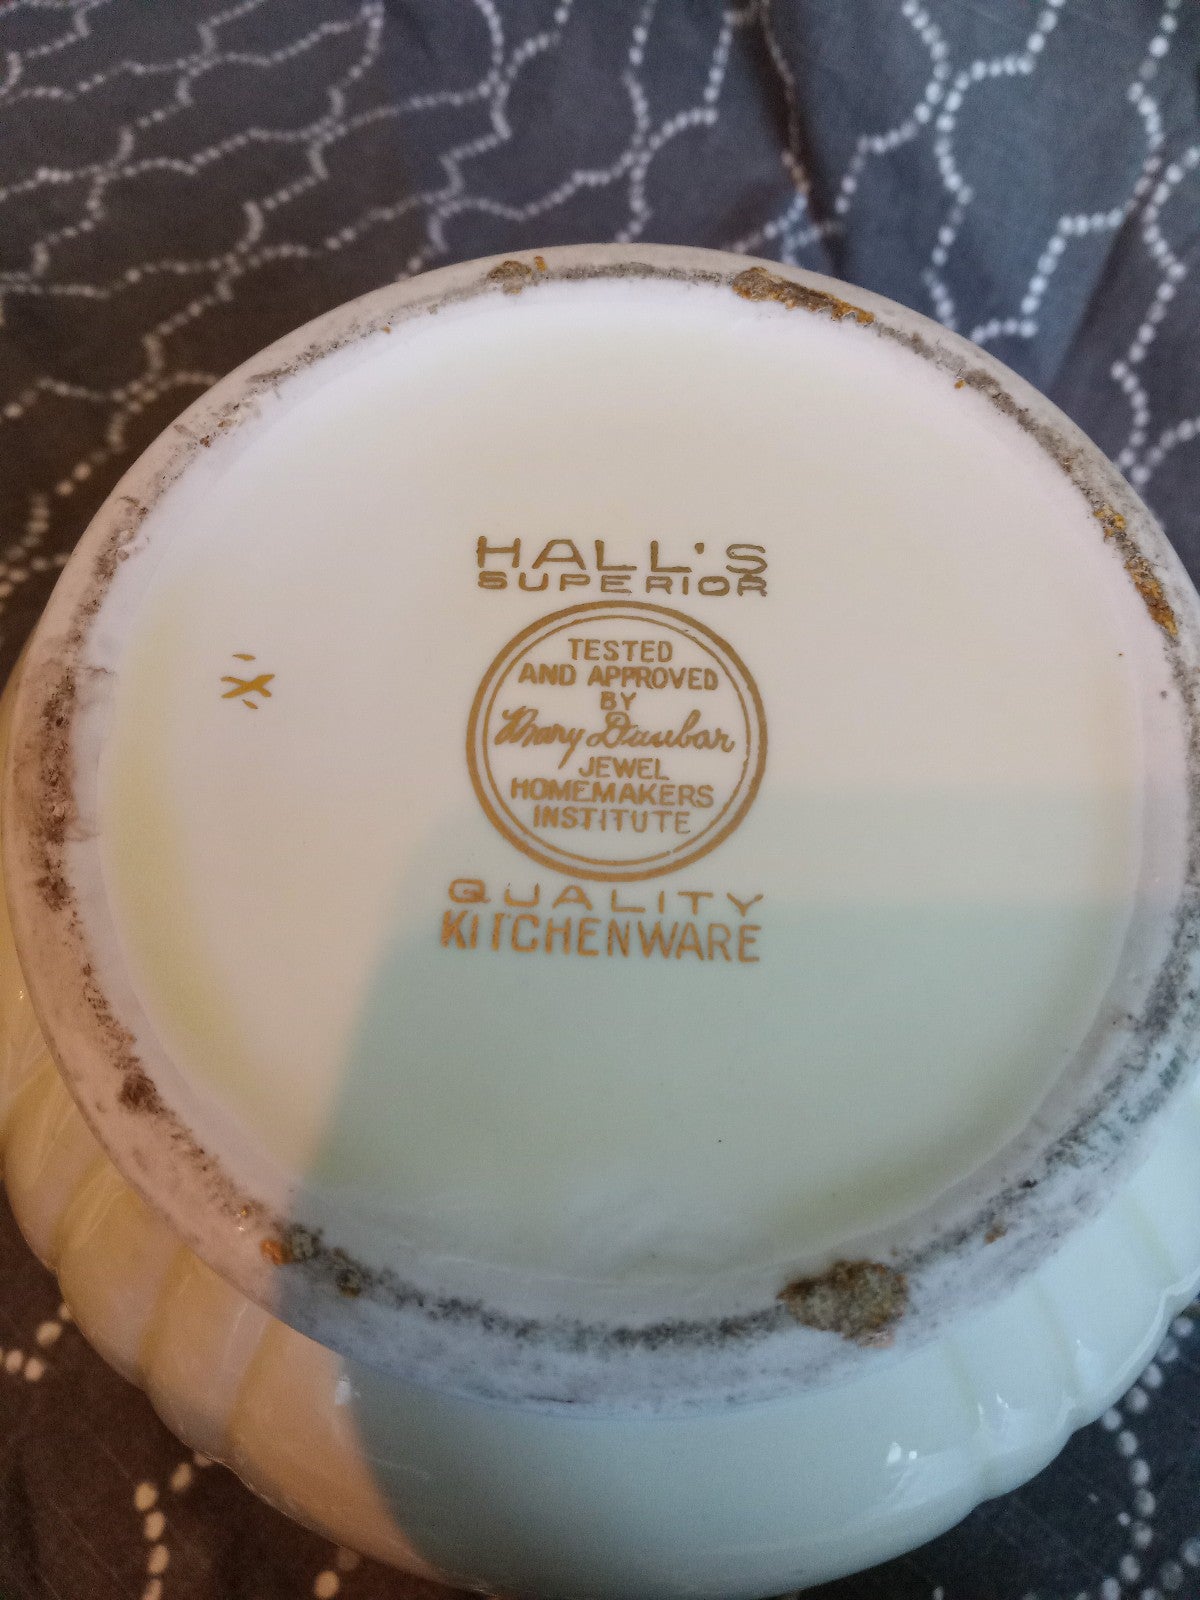 HALL'S
SUPERIOR
TESTED
AND APPROVED
BY
Mary Dunbar
JEWEL
HOMEMAKERS
INSTITUTE
QUALITY
KITCHENWARE